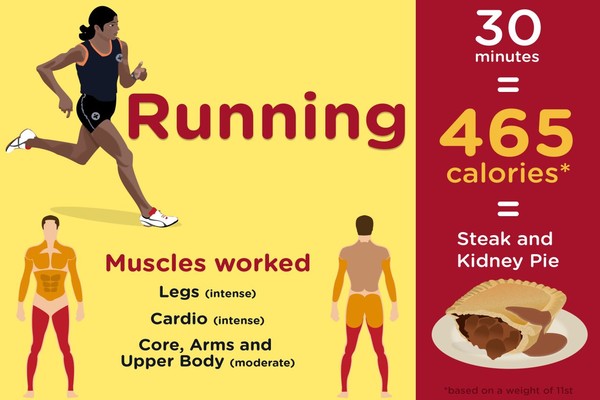 Running
Muscles worked
Legs (intense)
Cardio (intense)
Core, Arms and
Upper Body (moderate)
30
minutes
=
465
calories*
=
Steak and
Kidney Pie
*based on a weight of 11st